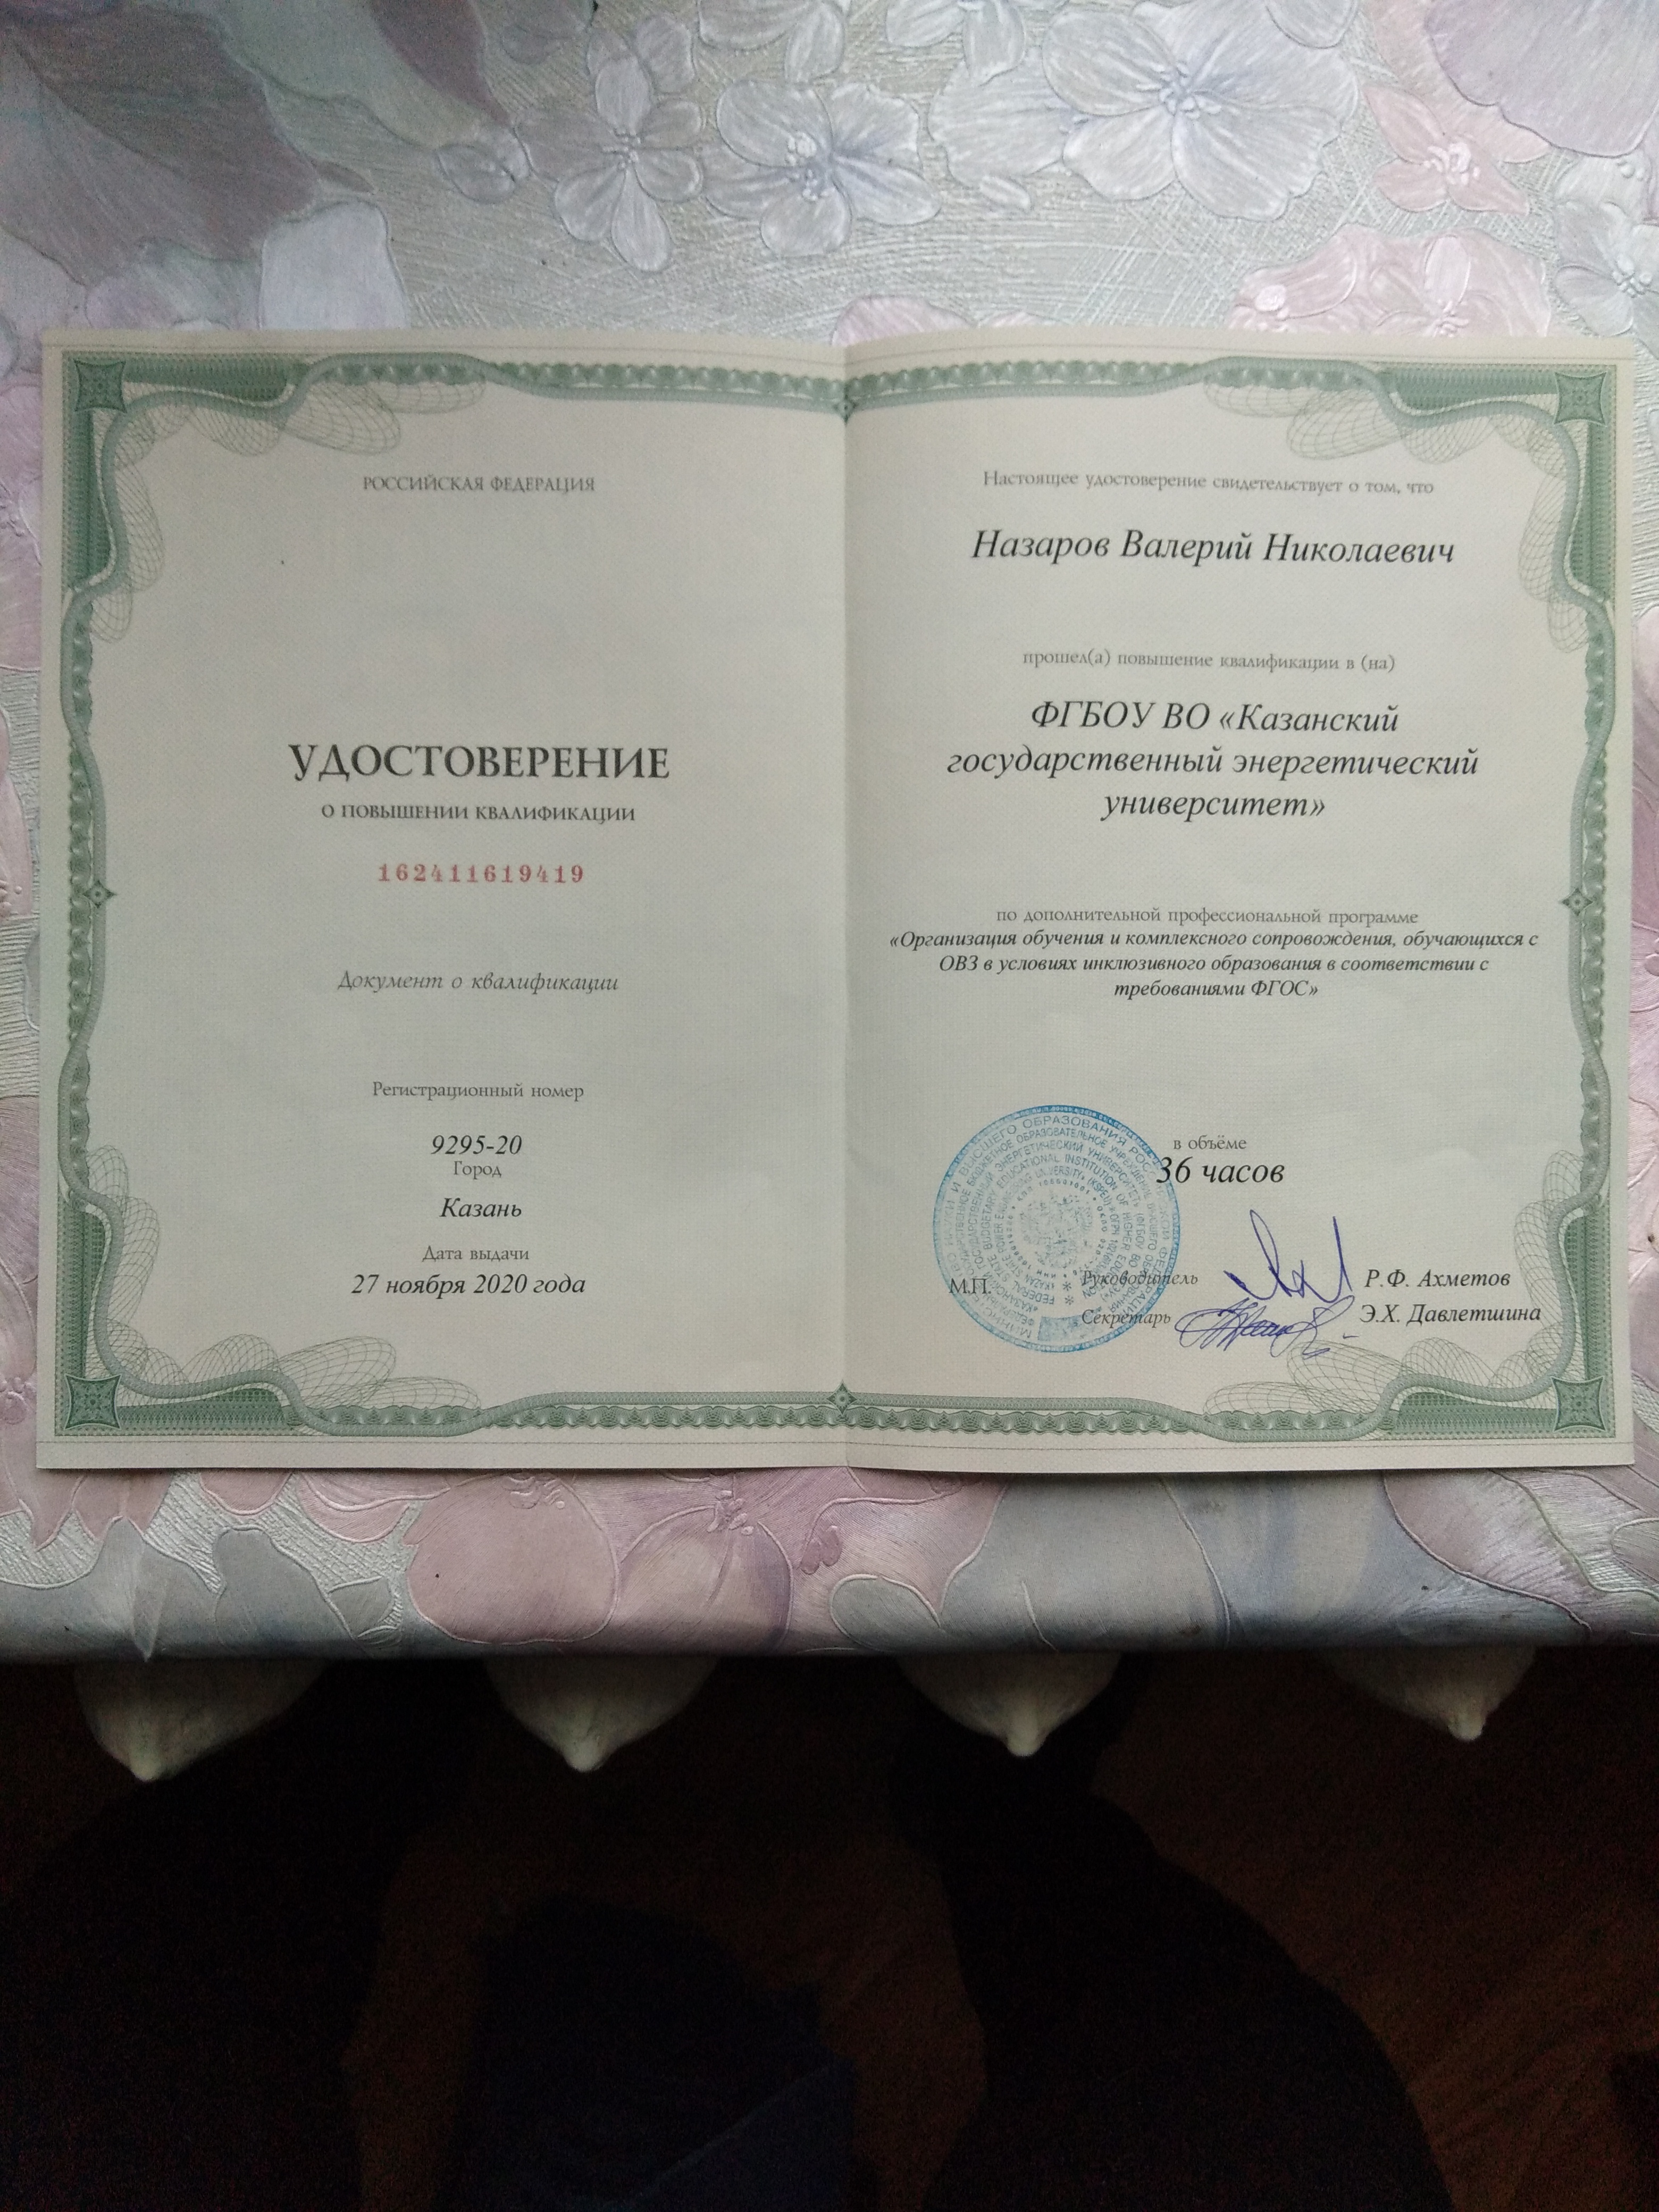 РОССИЙСКАЯ ФЕДЕРАЦИЯ
УДОСТОВЕРЕНИЕ
О ПОВЫШЕНИИ КВАЛИФИКАЦИИ
162411619419
Документ о квалификации
Регистрационный номер
9295-20
Город
Казань
Дата выдачи
27 ноября 2020 года
Настоящее удостоверение свидетельствует о том, что
Назаров Валерий Николаевич
прошел(а) повышение квалификации в (на)
ФГБОУ ВО «Казанский
государственный энергетический
университет»
по дополнительной профессиональной программе
«Организация обучения и комплексного сопровождения, обучающихся с
ОВЗ в условиях инклюзивного образования в соответствии с
требованиями ФГОС»
в объёме
36 часов
М.П.
Руководитель
Р.Ф. Ахметов
Секретарь
Э.Х. Давлетшина